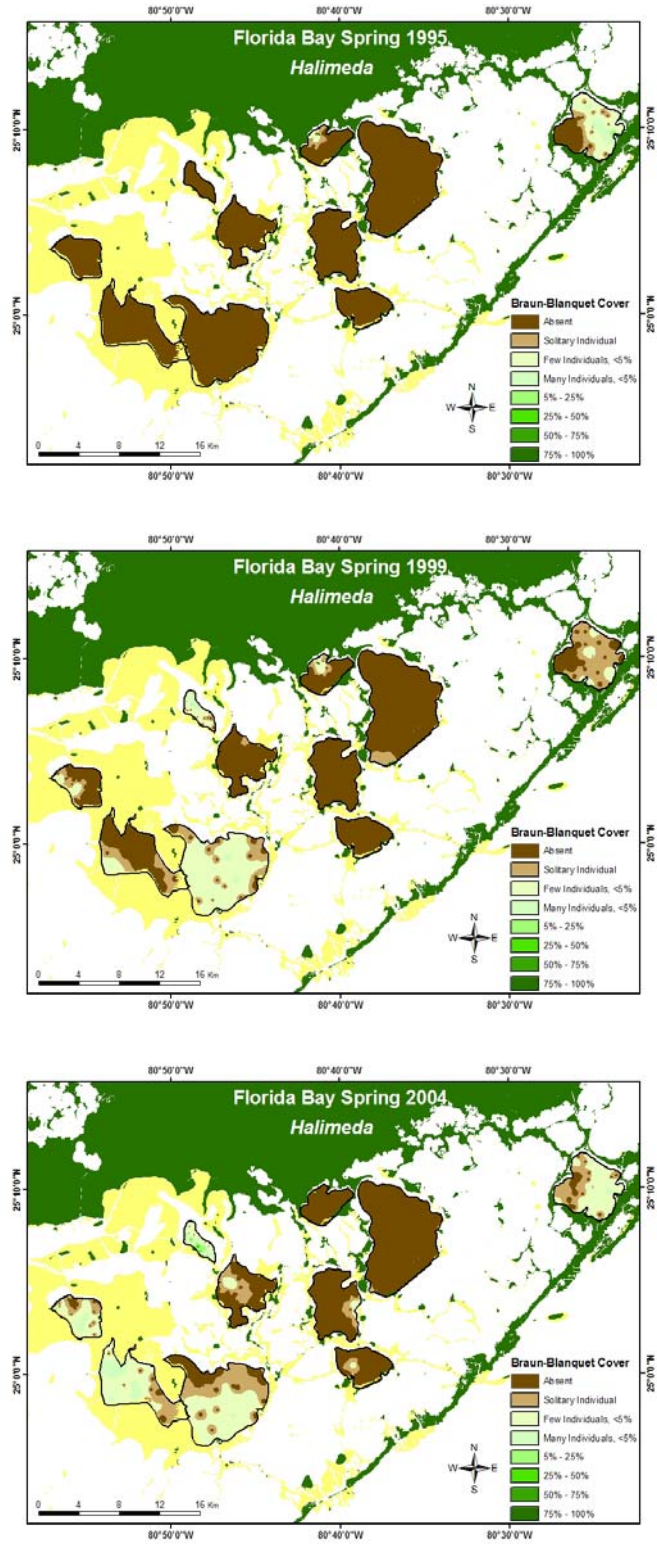 Florida Bay Spring 1995
Halimeda
80°50'0"W 80°40'0"W 80°30'0"W
25°10'0"N 25°10'0"N
25°0'0"N 25°0'0"N
Braun-Blanquet Cover
Absent
Solitary Individual
Few Individuals, <5%
Many Individuals, <5%
5% - 25%
25% - 50%
50% - 75%
75% - 100%
N
W E
S
0 4 8 12 16 Km
80°50'0"W 80°40'0"W 80°30'0"W
80°50'0"W 80°40'0"W 80°30'0"W
Florida Bay Spring 1999
Halimeda
25°10'0"N 25°10'0"N
25°0'0"N 25°0'0"N
Braun-Blanquet Cover
Absent
Solitary Individual
Few Individuals, <5%
Many Individuals, <5%
5% - 25%
25% - 50%
50% - 75%
75% - 100%
N
W E
S
0 4 8 12 16 Km
80°50'0"W 80°40'0"W 80°30'0"W
80°50'0"W 80°40'0"W 80°30'0"W
Florida Bay Spring 2004
Halimeda
25°10'0"N 25°10'0"N
25°0'0"N 25°0'0"N
Braun-Blanquet Cover
Absent
Solitary Individual
Few Individuals, <5%
Many Individuals, <5%
5% - 25%
25% - 50%
50% - 75%
75% - 100%
N
W E
S
0 4 8 12 16 Km
80°50'0"W 80°40'0"W 80°30'0"W